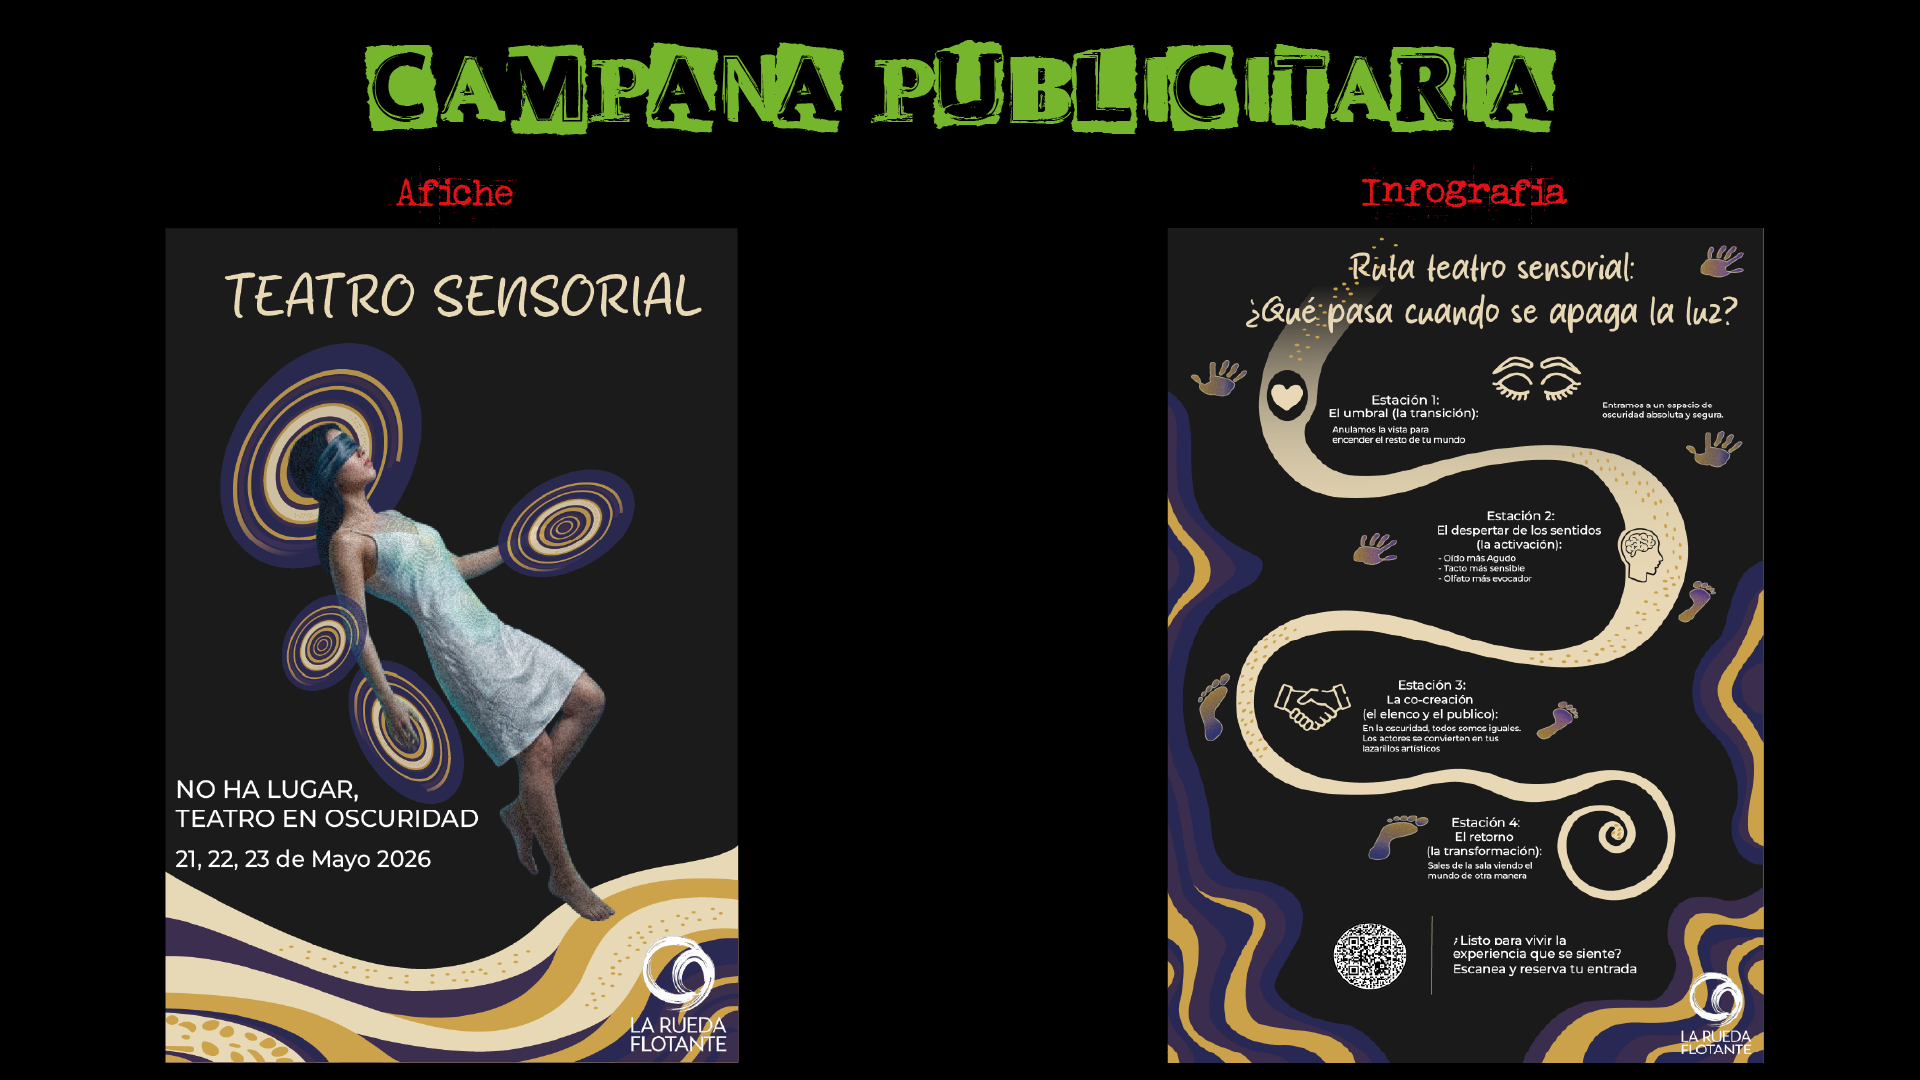 CAMPANA PUBLICITARIA
Afiche
TEATRO SENSORIAL
NO HA LUGAR,
TEATRO EN OSCURIDAD
21, 22, 23 de Mayo 2026
LA RUEDA
FLOTANTE
Infografia
Ruta teatro sensorial:
¿Qué pasa cuando se apaga la luz?
Estación 1:
El umbral (la transición):
Anulamos la vista para
encender el resto de tu mundo
Entramos a un espacio de
oscuridad absoluta y segura.
Estación 2:
El despertar de los sentidos
(la activación):
- Oído más Agudo
- Tacto más sensible
- Olfato más evocador
Estación 3:
La co-creación
(el elenco y el publico):
En la oscuridad, todos somos iguales.
Los actores se convierten en tus
lazarillos artísticos
Estación 4:
El retorno
(la transformación):
Sales de la sala viendo el
mundo de otra manera
¿Listo para vivir la
experiencia que se siente?
Escanea y reserva tu entrada
LA RUEDA
FLOTANTE